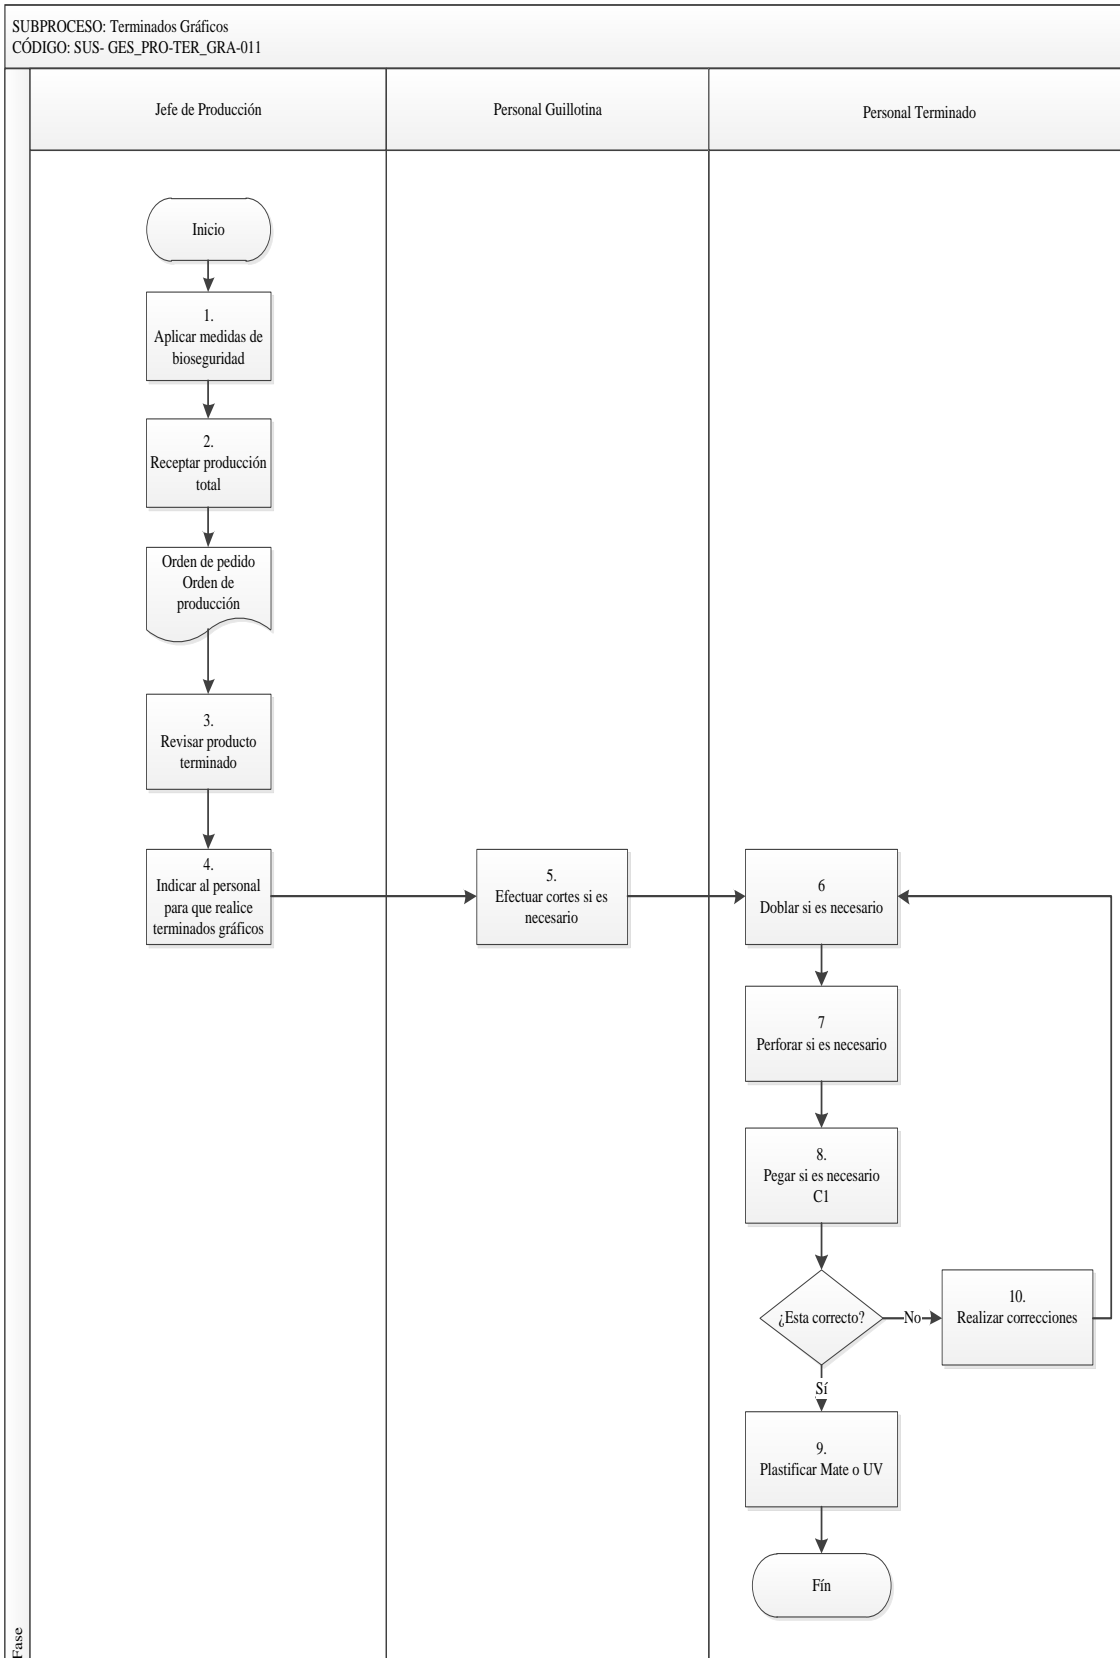 SUBPROCESO: Terminados Gráficos
CÓDIGO: SUS- GES_PRO-TER_GRA-011
Jefe de Producción
Personal Guillotina
Personal Terminado
Inicio
1.
Aplicar medidas de
bioseguridad
2.
Receptar producción
total
Orden de pedido
Orden de
producción
3.
Revisar producto
terminado
4.
Indicar al personal
para que realice
terminados gráficos
5.
Efectuar cortes si es
necesario
6
Doblar si es necesario
7
Perforar si es necesario
8.
Pegar si es necesario
C1
¿Esta correcto?
No
10.
Realizar correcciones
Sí
9.
Plastificar Mate o UV
Fín
Fase